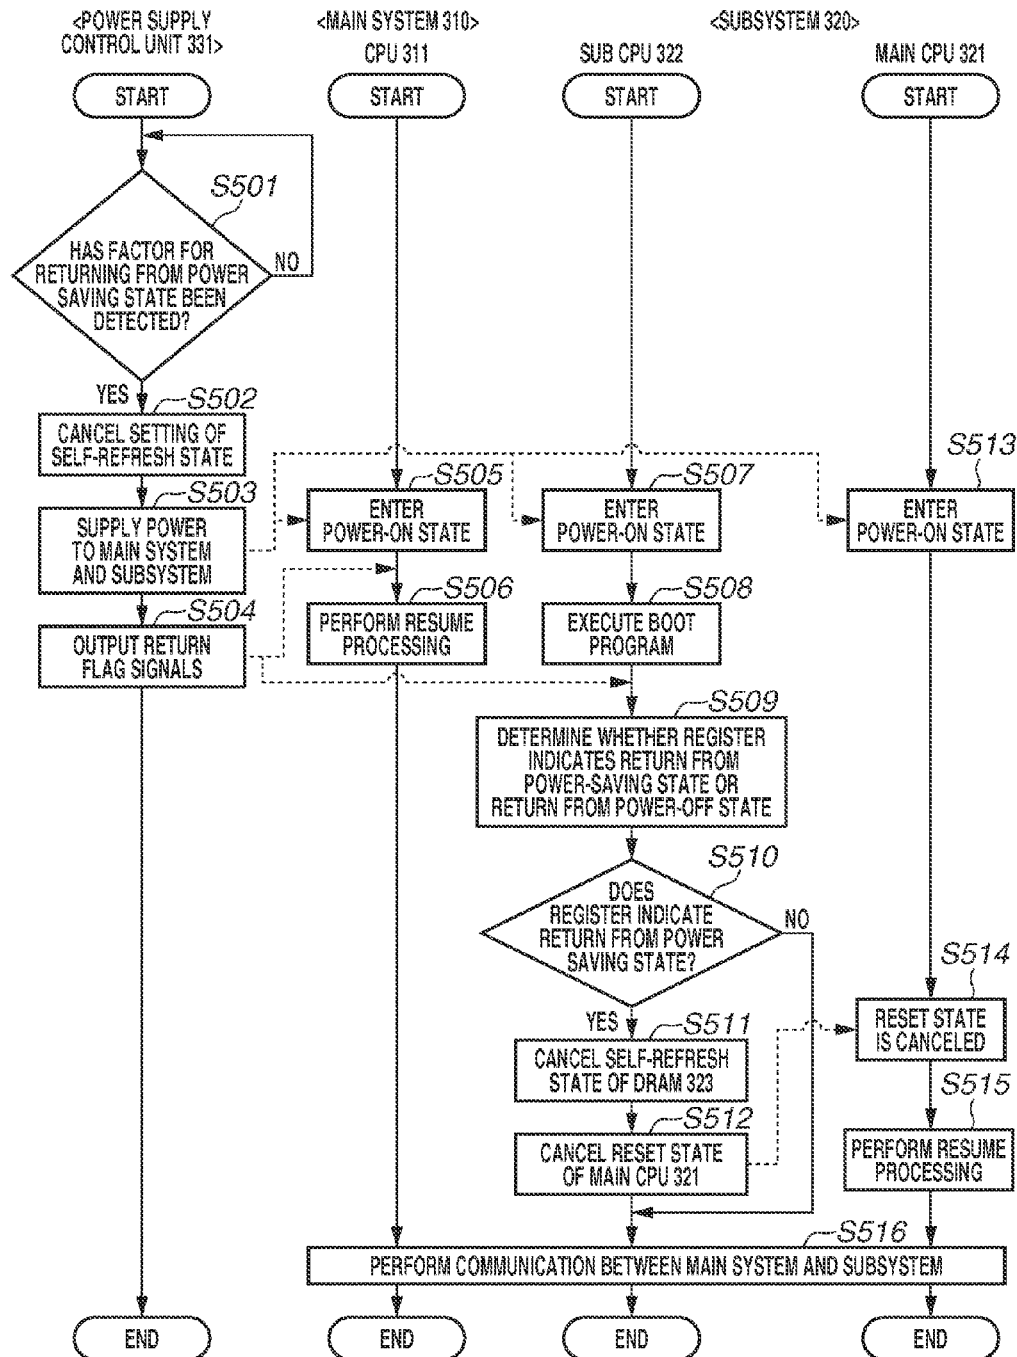 <POWER SUPPLY
CONTROL UNIT 331>
<MAIN SYSTEM 310>
CPU 311
<SUBSYSTEM 320>
SUB CPU 322
MAIN CPU 321
START
START
START
START
S501
HAS FACTOR FOR
RETURNING FROM POWER
SAVING STATE BEEN
DETECTED?
NO
YES
S502
CANCEL SETTING OF
SELF-REFRESH STATE
S503
SUPPLY POWER
TO MAIN SYSTEM
AND SUBSYSTEM
S504
OUTPUT RETURN
FLAG SIGNALS
S505
ENTER
POWER-ON STATE
S506
PERFORM RESUME
PROCESSING
S507
ENTER
POWER-ON STATE
S508
EXECUTE BOOT
PROGRAM
S509
DETERMINE WHETHER REGISTER
INDICATES RETURN FROM
POWER-SAVING STATE OR
RETURN FROM POWER-OFF STATE
S510
DOES
REGISTER INDICATE
RETURN FROM POWER
SAVING STATE?
NO
YES
S511
CANCEL SELF-REFRESH
STATE OF DRAM 323
S512
CANCEL RESET STATE
OF MAIN CPU 321
S513
ENTER
POWER-ON STATE
S514
RESET STATE
IS CANCELED
S515
PERFORM RESUME
PROCESSING
S516
PERFORM COMMUNICATION BETWEEN MAIN SYSTEM AND SUBSYSTEM
END
END
END
END